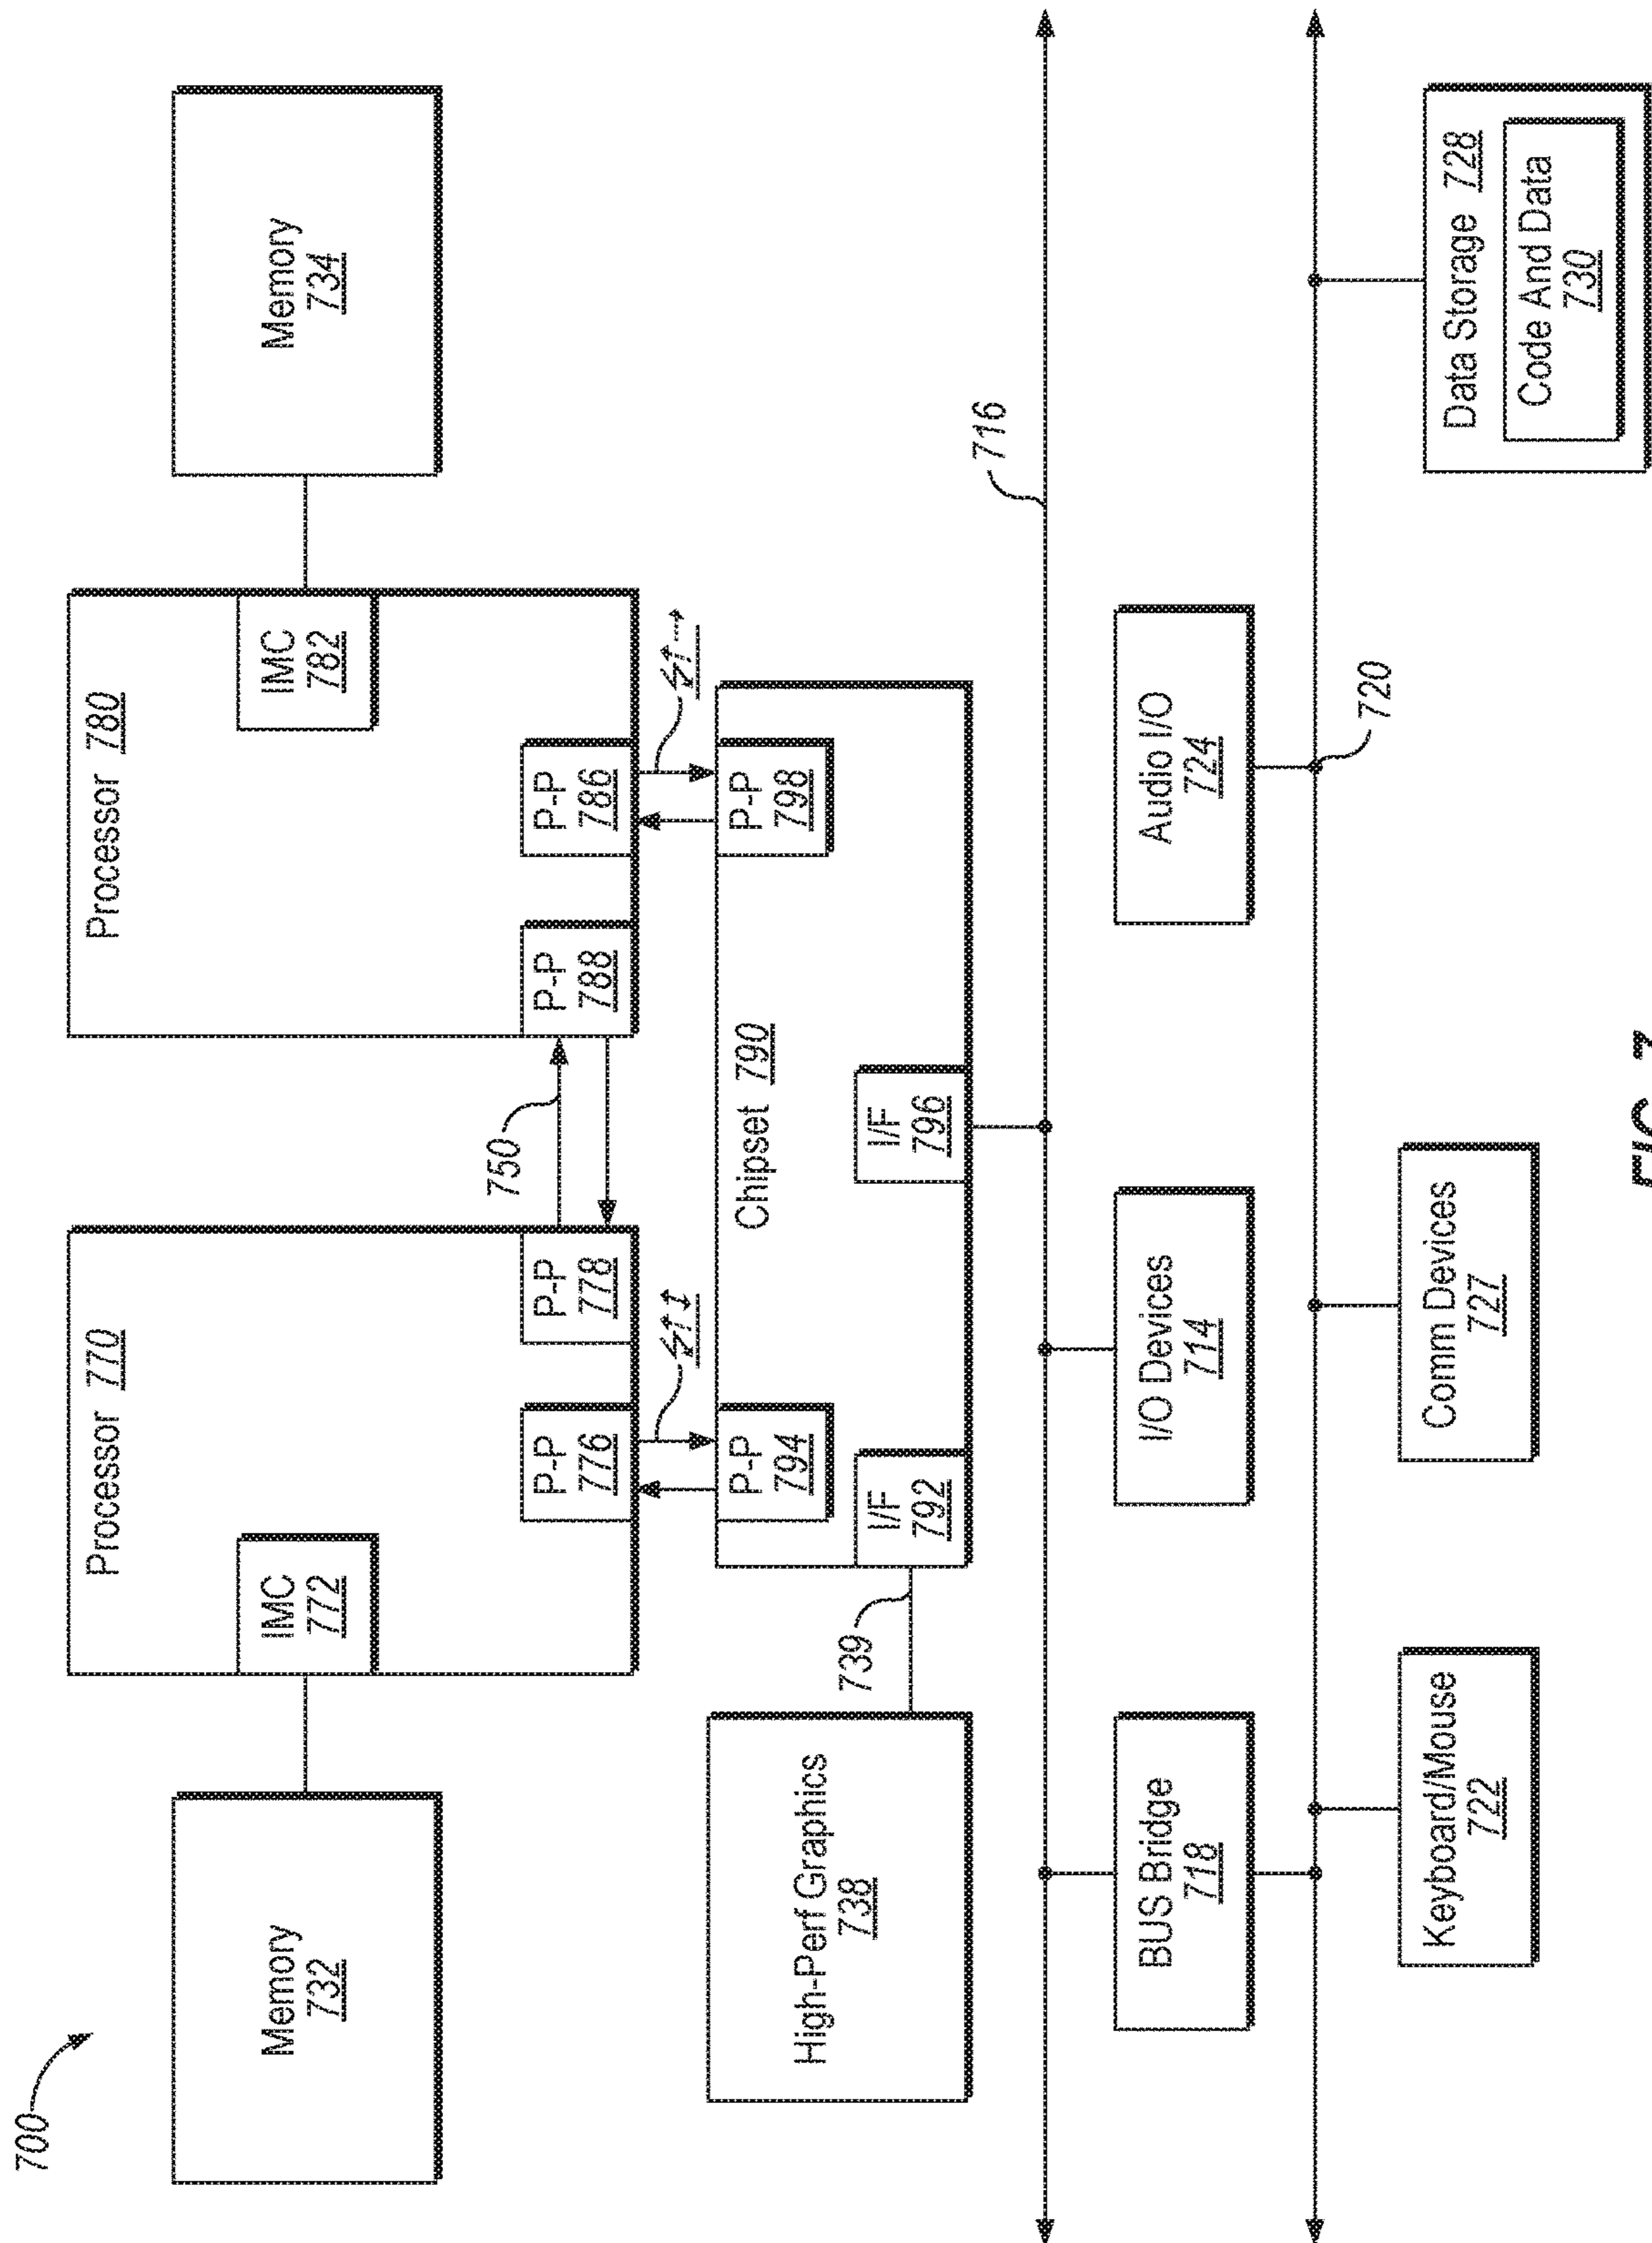 700
Memory
732
Processor 770
IMC
772
P-P
776
P-P
778
750
Processor 780
IMC
782
P-P
788
P-P
786
Memory
734
High-Perf Graphics
738
739
Chipset 790
P-P
794
P-P
798
I/F
792
I/F
796
716
BUS Bridge
718
I/O Devices
714
Audio I/O
724
720
Keyboard/Mouse
722
Comm Devices
727
Data Storage 728
Code And Data
730